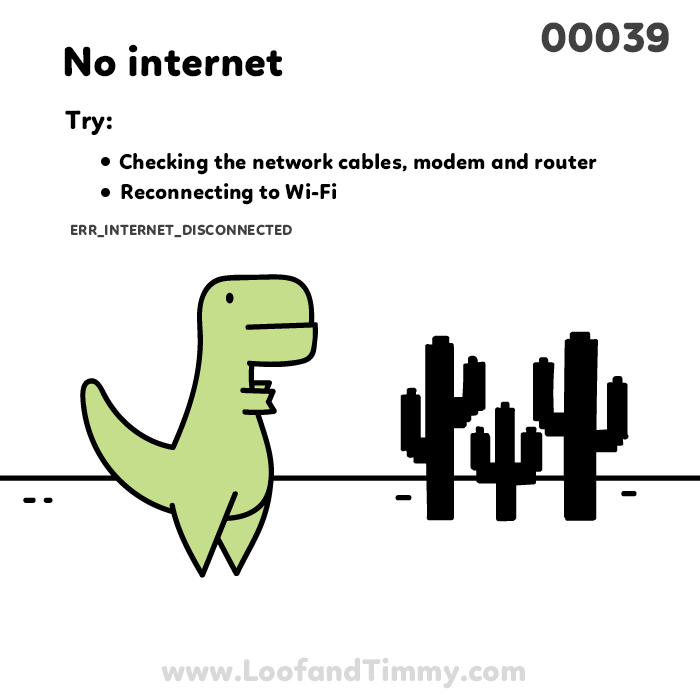 00039
No internet
Try:
• Checking the network cables, modem and router
• Reconnecting to Wi-Fi
ERR_INTERNET_DISCONNECTED
www.LoofandTimmy.com